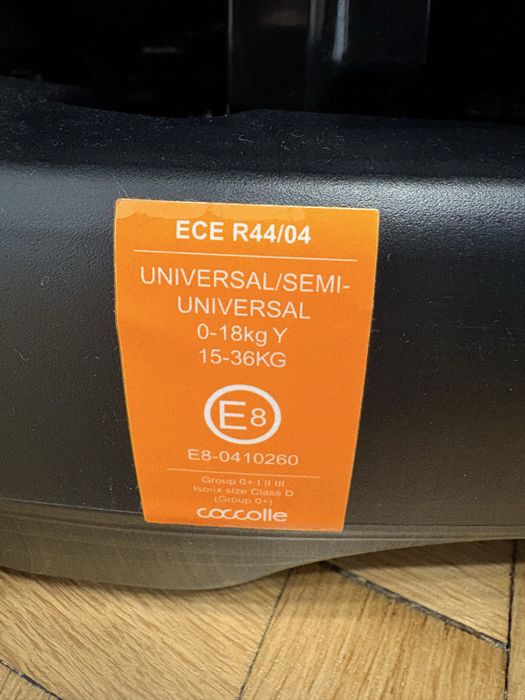 ECE R44/04
UNIVERSAL/SEMI-
UNIVERSAL
0-18kg Y
15-36KG
E8
E8-0410260
Group 0+ I II III
Isofix size Class D
(Group 0+)
coccolle